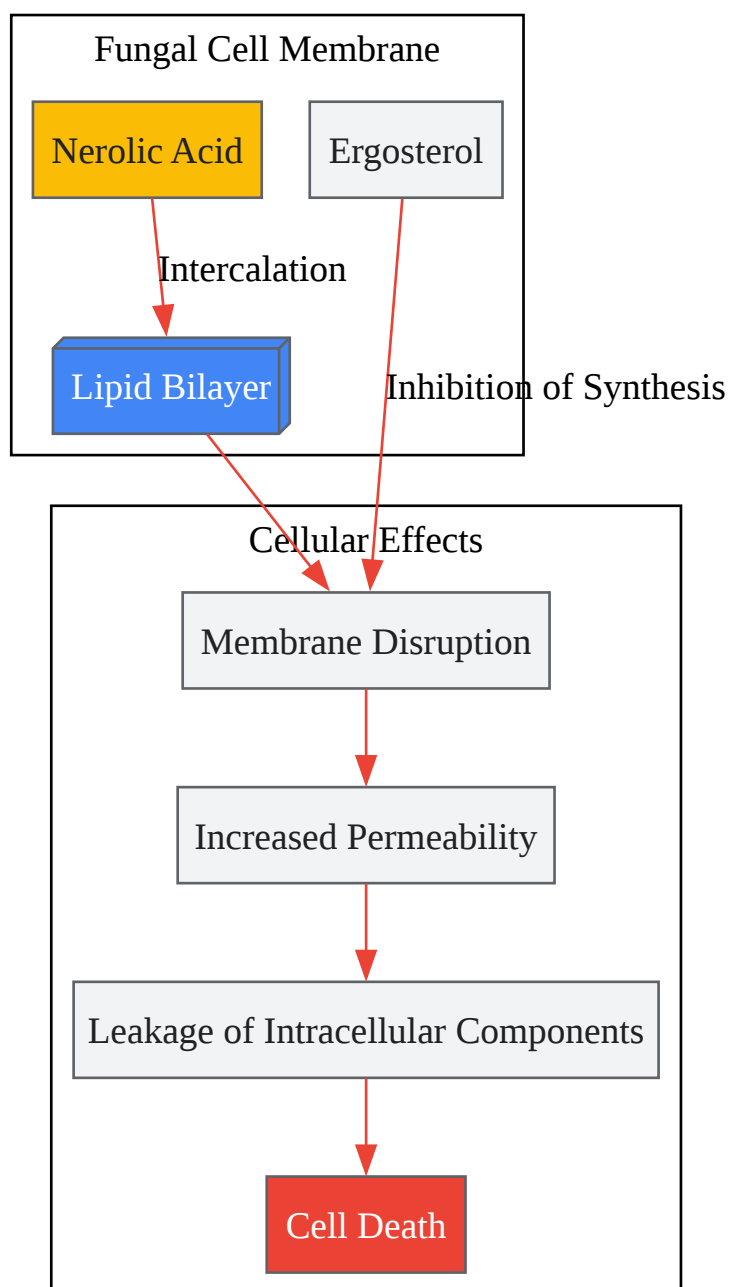 Fungal Cell Membrane
Nerolic Acid
Ergosterol
Intercalation
Lipid Bilayer
Inhibition of Synthesis
Cellular Effects
Membrane Disruption
Increased Permeability
Leakage of Intracellular Components
Cell Death